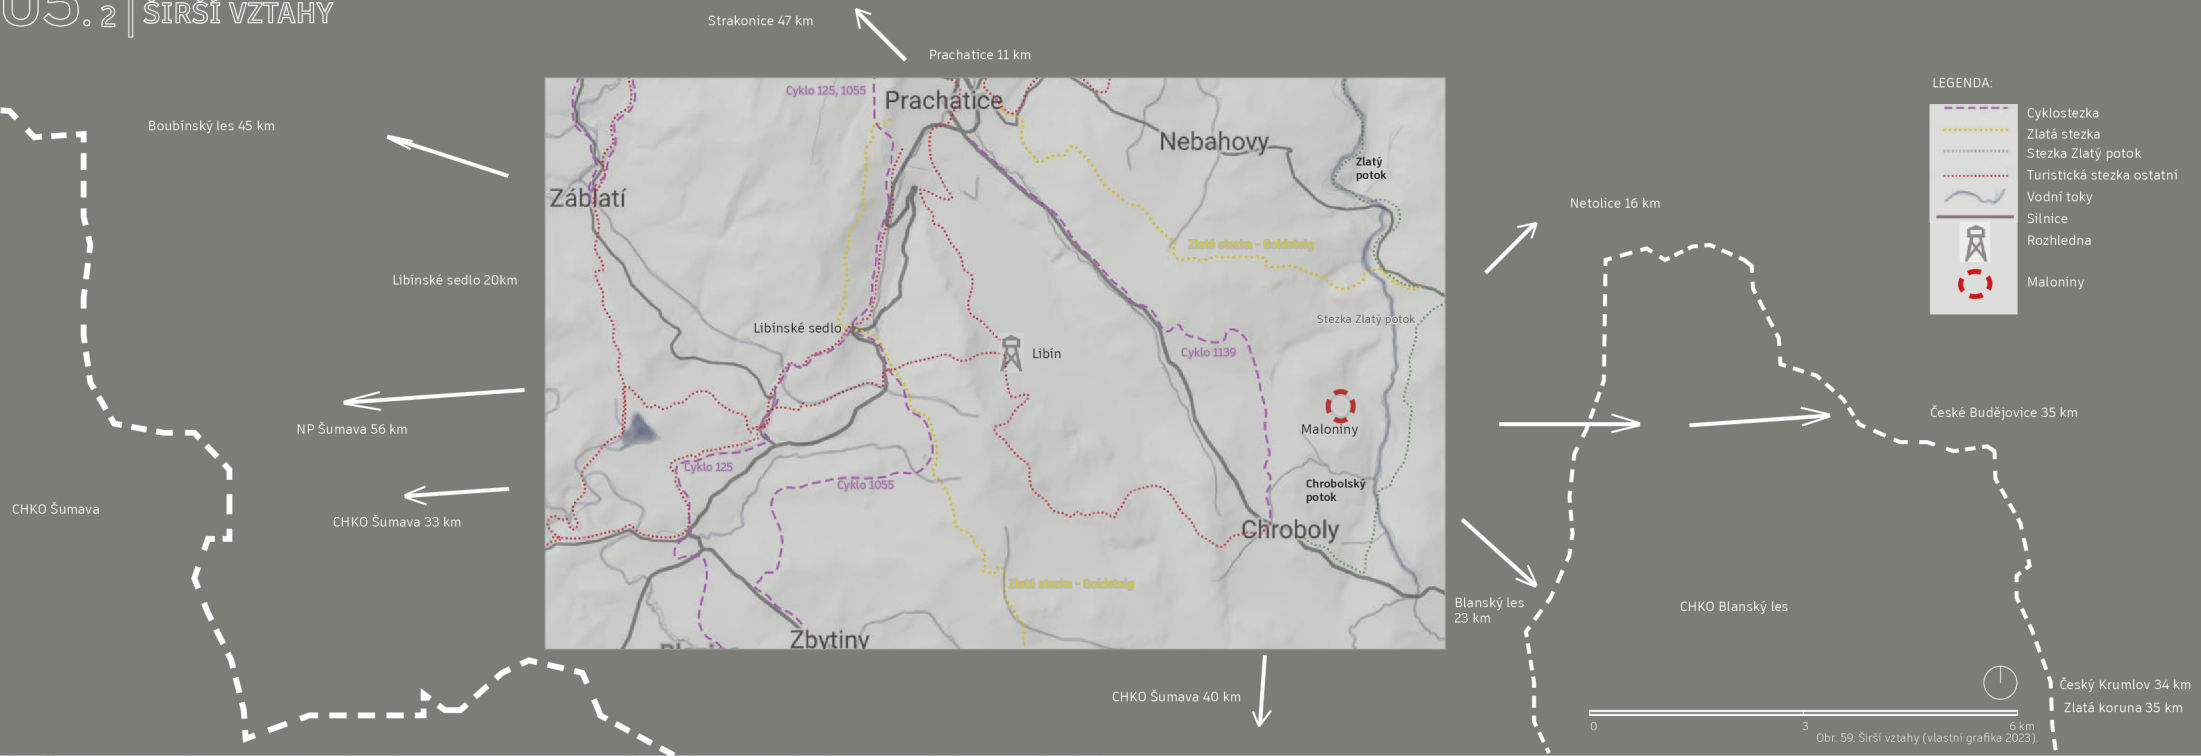 05. 2 | ŠIRŠÍ VZTAHY
Strakonice 47 km
Prachatice 11 km
Boubínský les 45 km
Libínské sedlo 20km
NP Šumava 56 km
CHKO Šumava
CHKO Šumava 33 km
Cyklo 125, 1055
Prachatice
Nebahovy
Zlatý
potok
Záblatí
Zlatá stezka - Goldsteig
Libínské sedlo
Stezka Zlatý potok
Libín
Cyklo 1139
Maloniny
Cyklo 125
Cyklo 1055
Chrobolský
potok
Chroboly
Zlatá stezka - Goldsteig
Zbytiny
CHKO Šumava 40 km
Netolice 16 km
České Budějovice 35 km
Blanský les
23 km
CHKO Blanský les
Český Krumlov 34 km
Zlatá koruna 35 km
LEGENDA:
Cyklostezka
Zlatá stezka
Stezka Zlatý potok
Turistická stezka ostatní
Vodní toky
Silnice
Rozhledna
Maloniny
0 3 6 km
Obr. 59. Širší vztahy (vlastní grafika 2023).